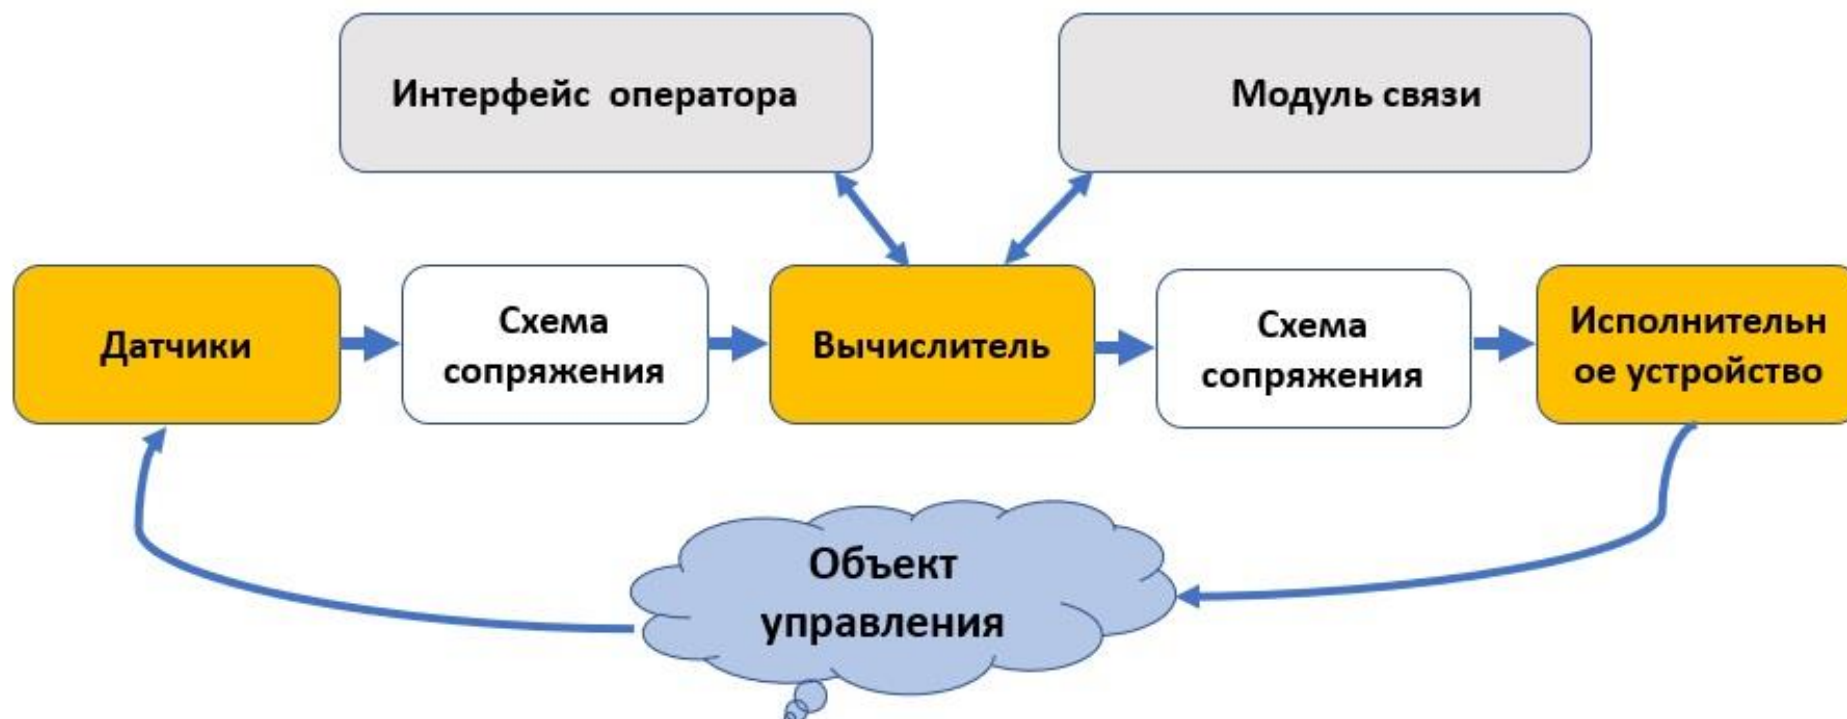 Интерфейс оператора
Модуль связи
Датчики
Схема
сопряжения
Вычислитель
Схема
сопряжения
Исполнительн
ое устройство
Объект
управления